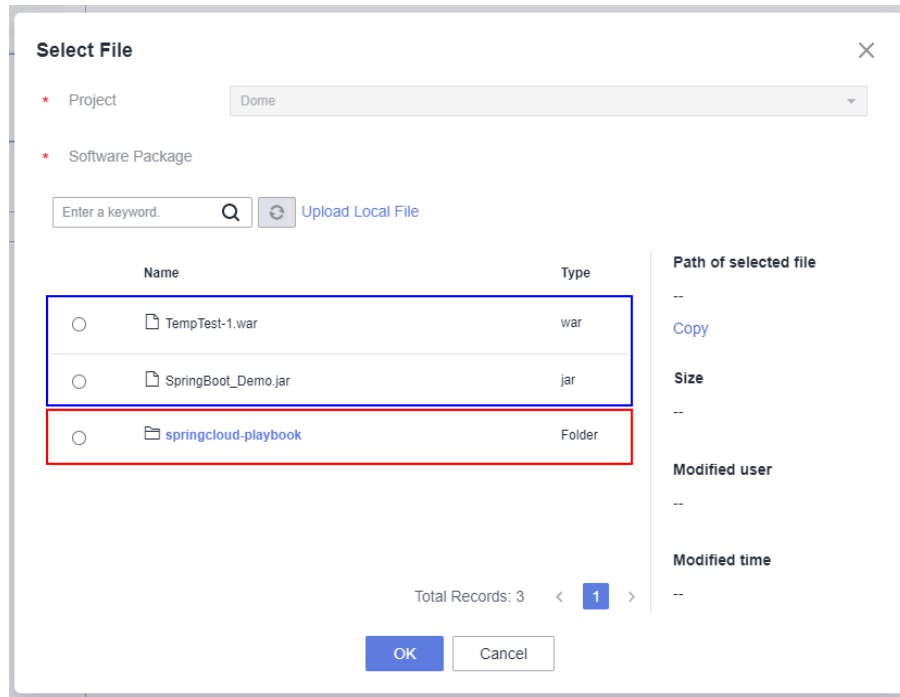 Select File
* Project Dome
* Software Package
Enter a keyword. Upload Local File
Name Type
TempTest-1.war war
SpringBoot_Demo.jar jar
springcloud-playbook Folder
Total Records: 3 < 1 >
Path of selected file
--
Copy
Size
--
Modified user
--
Modified time
--
OK Cancel